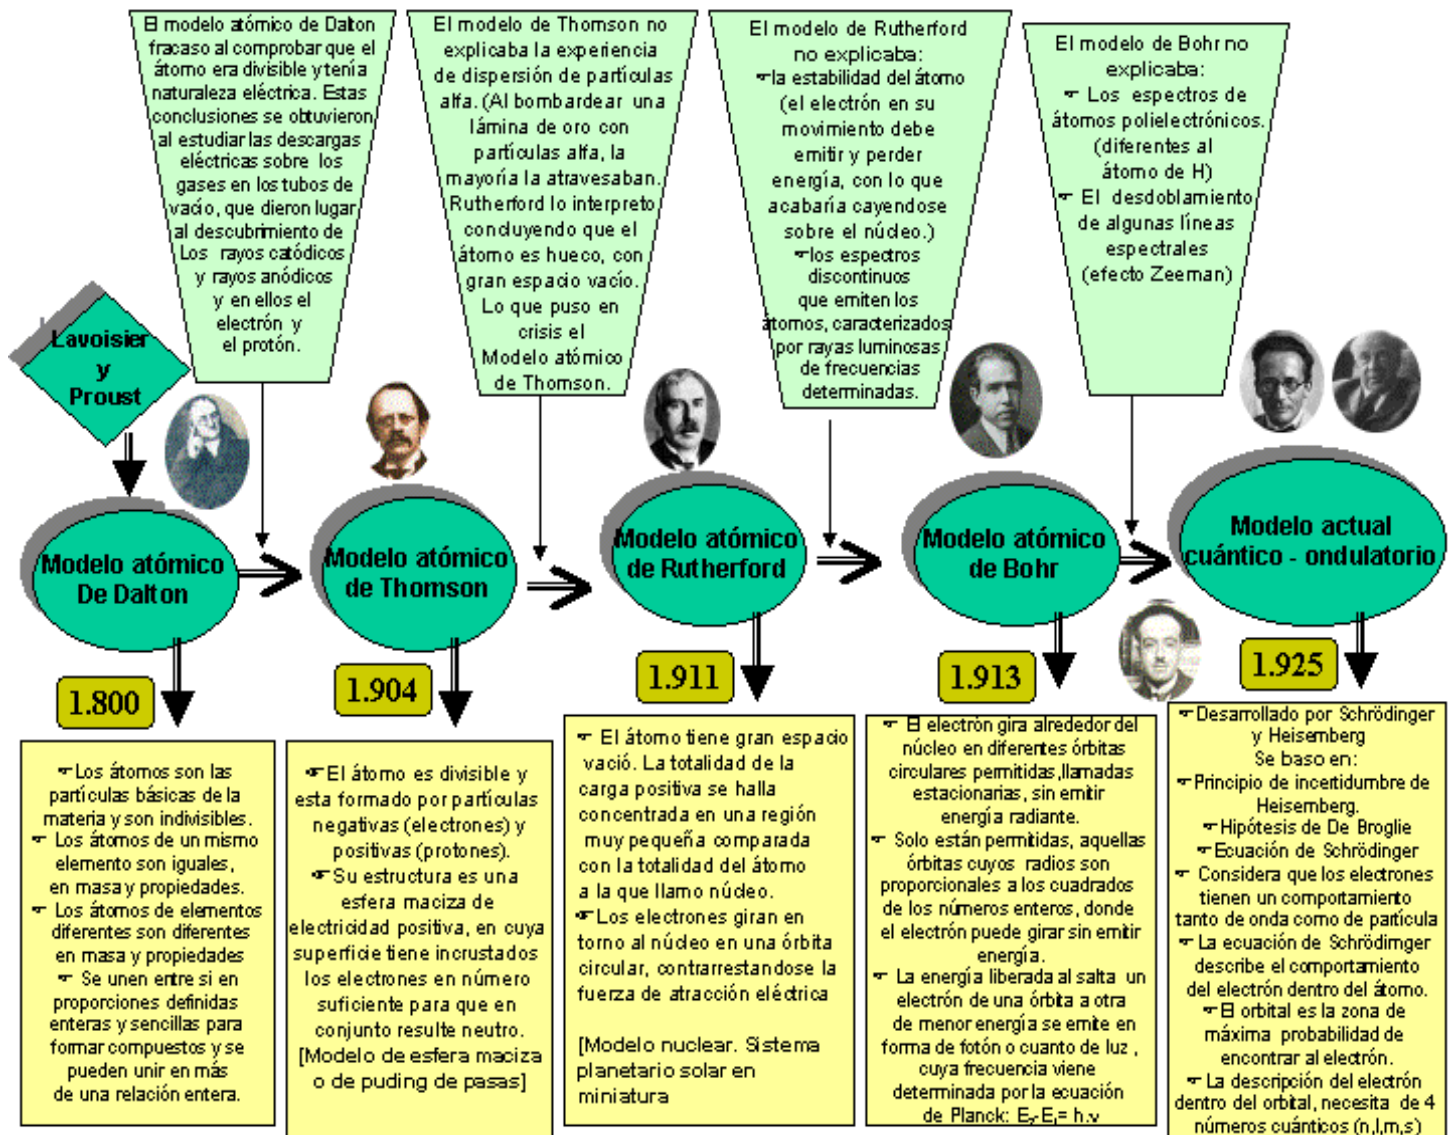 El modelo atómico de Dalton
fracaso al comprobar que el
átomo era divisible y tenía
naturaleza eléctrica. Estas
conclusiones se obtuvieron
al estudiar las descargas
eléctricas sobre los
gases en los tubos de
vacío, que dieron lugar
al descubrimiento de
Los rayos catódicos
y rayos anódicos
y en ellos el
electrón y
el protón.
El modelo de Thomson no
explicaba la experiencia
de dispersión de partículas
alfa. (Al bombardear una
lámina de oro con
partículas alfa, la
mayoría la atravesaban.
Rutherford lo interpreto
concluyendo que el
átomo es hueco, con
gran espacio vacío.
Lo que puso en
crisis el
Modelo atómico
de Thomson.
El modelo de Rutherford
no explicaba:
☞la estabilidad del átomo
(el electrón en su
movimiento debe
emitir y perder
energía, con lo que
acabaría cayendose
sobre el núcleo.)
☞los espectros
discontinuos
que emiten los
átomos, caracterizados
por rayas luminosas
de frecuencias
determinadas.
El modelo de Bohr no
explicaba:
☞ Los espectros de
átomos polielectrónicos.
(diferentes al
átomo de H)
☞ El desdoblamiento
de algunas líneas
espectrales
(efecto Zeeman)
Lavoisier
y
Proust
Modelo atómico
De Dalton
Modelo atómico
de Thomson
Modelo atómico
de Rutherford
Modelo atómico
de Bohr
Modelo actual
cuántico - ondulatorio
1.800
1.904
1.911
1.913
1.925
☞Los átomos son las
partículas básicas de la
materia y son indivisibles.
☞ Los átomos de un mismo
elemento son iguales,
en masa y propiedades.
☞ Los átomos de elementos
diferentes son diferentes
en masa y propiedades
☞ Se unen entre si en
proporciones definidas
enteras y sencillas para
formar compuestos y se
pueden unir en más
de una relación entera.
☞El átomo es divisible y
esta formado por partículas
negativas (electrones) y
positivas (protones).
☞Su estructura es una
esfera maciza de
electricidad positiva, en cuya
superficie tiene incrustados
los electrones en número
suficiente para que en
conjunto resulte neutro.
[Modelo de esfera maciza
o de puding de pasas]
☞ El átomo tiene gran espacio
vació. La totalidad de la
carga positiva se halla
concentrada en una región
muy pequeña comparada
con la totalidad del átomo
a la que llamo núcleo.
☞Los electrones giran en
torno al núcleo en una órbita
circular, contrarrestandose la
fuerza de atracción eléctrica
[Modelo nuclear. Sistema
planetario solar en
miniatura
☞ El electrón gira alrededor del
núcleo en diferentes órbitas
circulares permitidas,llamadas
estacionarias, sin emitir
energía radiante.
☞ Solo están permitidas, aquellas
órbitas cuyos radios son
proporcionales a los cuadrados
de los números enteros, donde
el electrón puede girar sin emitir
energía.
☞ La energía liberada al salta un
electrón de una órbita a otra
de menor energía se emite en
forma de fotón o cuanto de luz ,
cuya frecuencia viene
determinada por la ecuación
de Planck: E₂-E₁= h.ν
☞Desarrollado por Schrödinger
y Heisemberg
Se baso en:
☞Principio de incertidumbre de
Heisemberg.
☞Hipótesis de De Broglie
☞Ecuación de Schrödinger
☞ Considera que los electrones
tienen un comportamiento
tanto de onda como de partícula
☞La ecuación de Schrödirnger
describe el comportamiento
del electrón dentro del átomo.
☞El orbital es la zona de
máxima probabilidad de
encontrar al electrón.
☞La descripción del electrón
dentro del orbital, necesita de 4
números cuánticos (n,l,m,s)